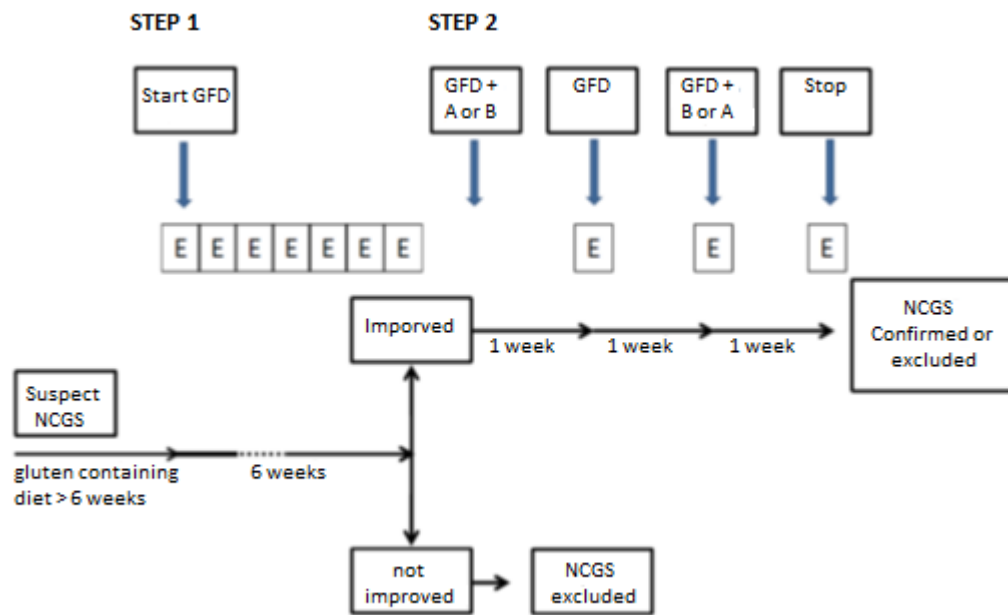 STEP 1
STEP 2
Start GFD
GFD +
A or B
GFD
GFD +
B or A
Stop
E E E E E E E
E
E
E
Imporved
1 week
1 week
1 week
NCGS
Confirmed or
excluded
Suspect
NCGS
gluten containing
diet > 6 weeks
6 weeks
not
improved
NCGS
excluded